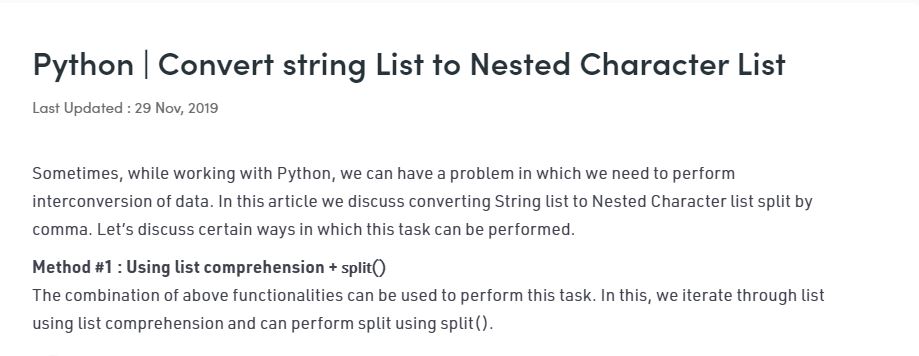 Python | Convert string List to Nested Character List
Last Updated : 29 Nov, 2019
Sometimes, while working with Python, we can have a problem in which we need to perform
interconversion of data. In this article we discuss converting String list to Nested Character list split by
comma. Let’s discuss certain ways in which this task can be performed.
Method #1 : Using list comprehension + split()
The combination of above functionalities can be used to perform this task. In this, we iterate through list
using list comprehension and can perform split using split().